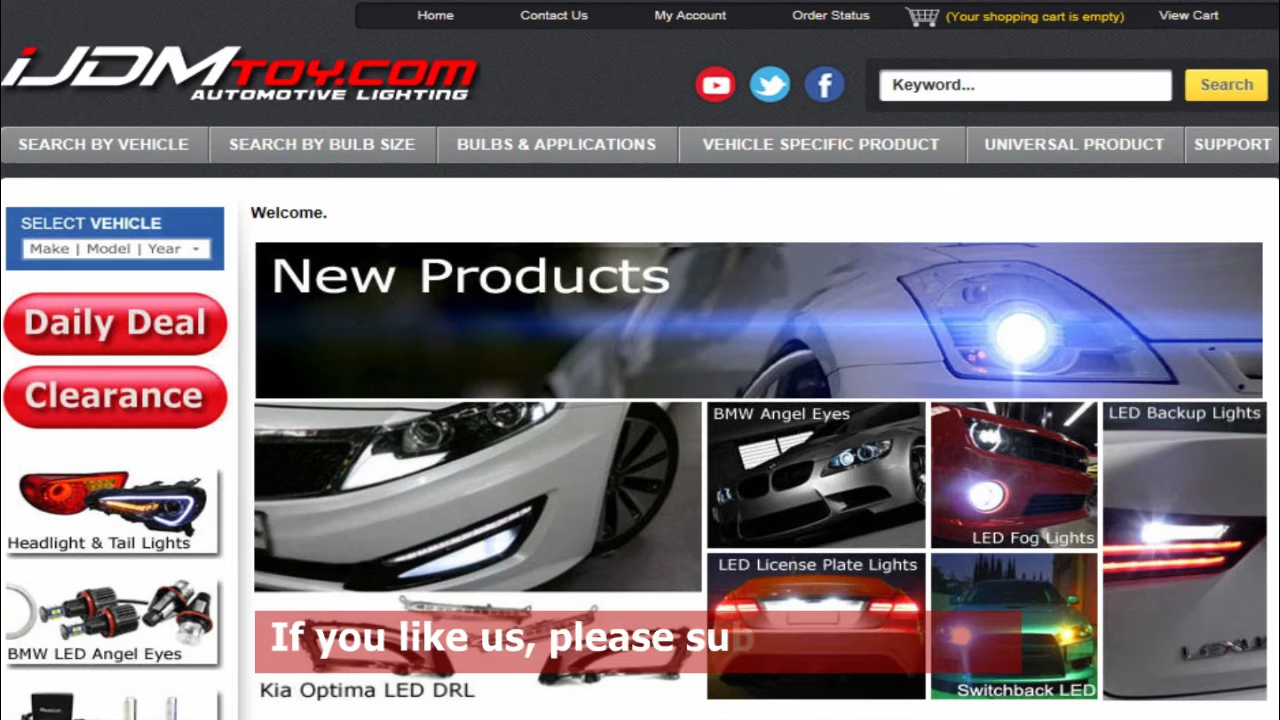 Home Contact Us My Account Order Status (Your shopping cart is empty) View Cart
iJDMTOY.COM
AUTOMOTIVE LIGHTING
Keyword... Search
SEARCH BY VEHICLE SEARCH BY BULB SIZE BULBS & APPLICATIONS VEHICLE SPECIFIC PRODUCT UNIVERSAL PRODUCT SUPPORT
SELECT VEHICLE
Make | Model | Year
Daily Deal
Clearance
Headlight & Tail Lights
BMW LED Angel Eyes
Welcome.
New Products
BMW Angel Eyes
LED Fog Lights
LED Backup Lights
LED License Plate Lights
If you like us, please sub
Kia Optima LED DRL
Switchback LED